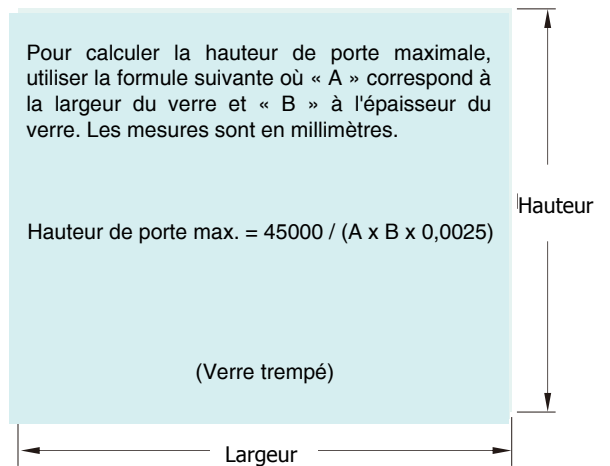 Pour calculer la hauteur de porte maximale,
utiliser la formule suivante où « A » correspond à
la largeur du verre et « B » à l'épaisseur du
verre. Les mesures sont en millimètres.
Hauteur
Hauteur de porte max. = 45000 / (A x B x 0,0025)
(Verre trempé)
Largeur